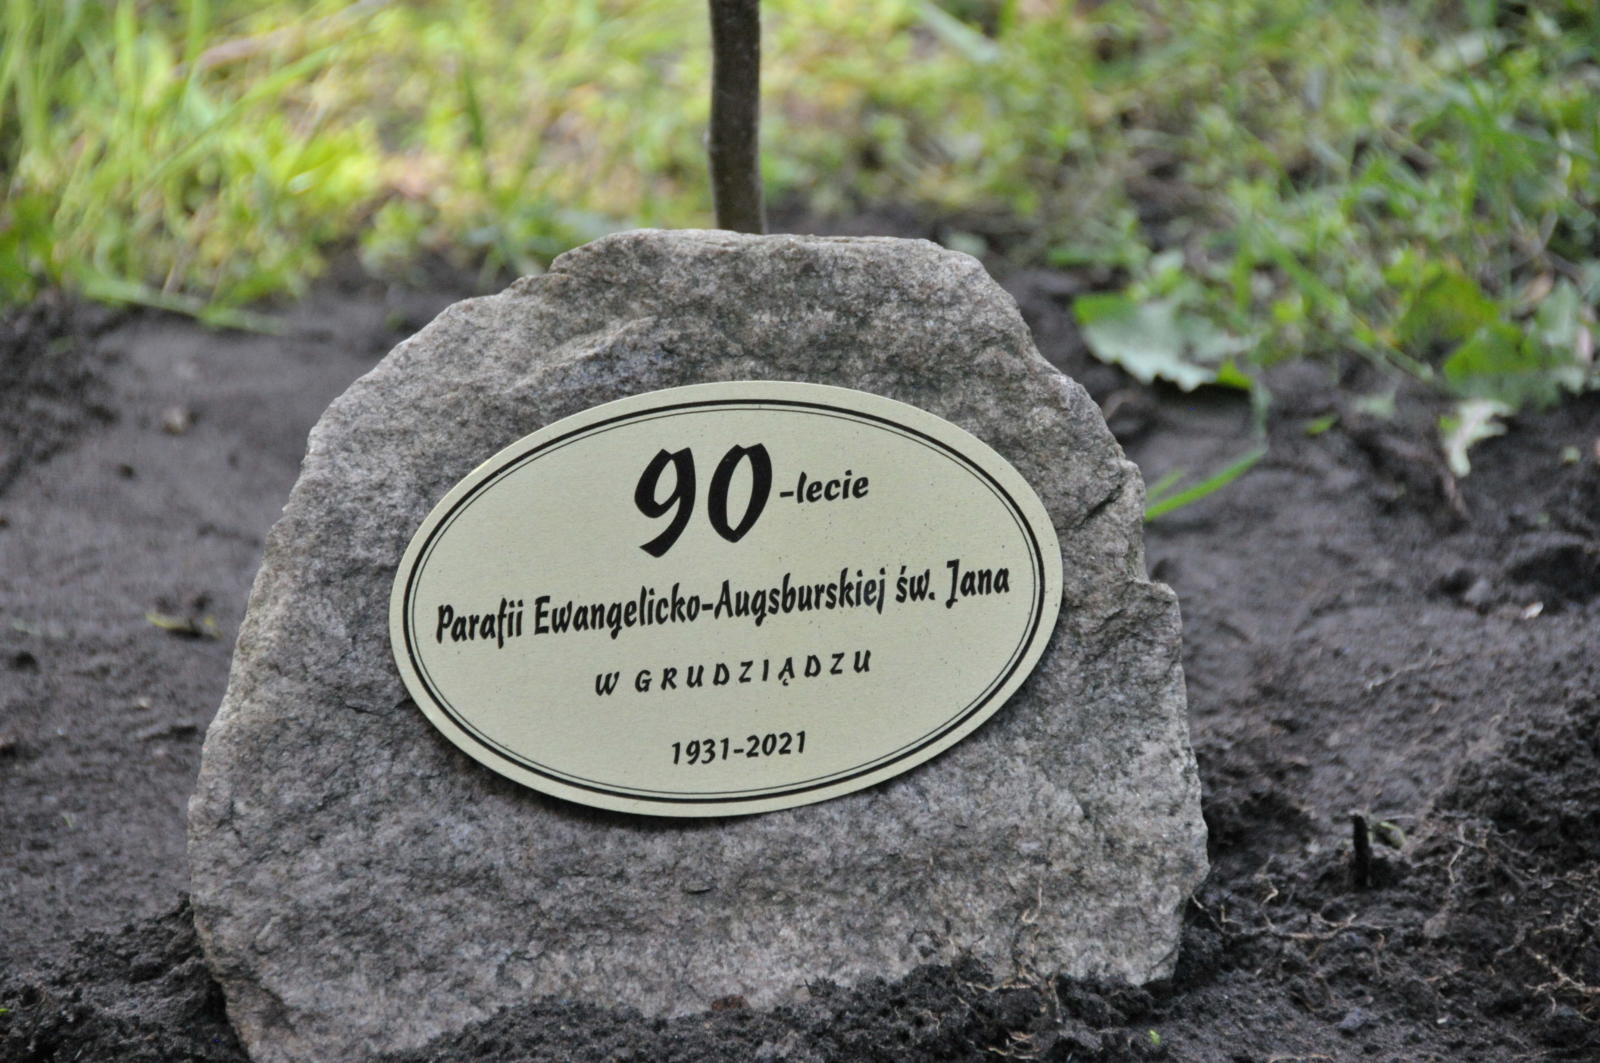 90-lecie
Parafii Ewangelicko-Augsburskiej św. Jana
W GRUDZIĄDZU
1931-2021